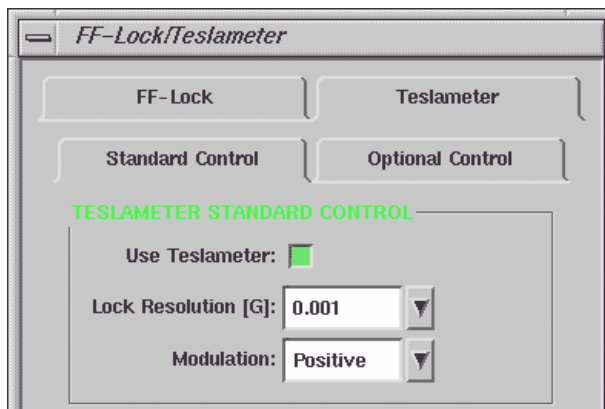 FF-Lock/Teslameter
FF-Lock Teslameter
Standard Control Optional Control
TESLAMETER STANDARD CONTROL
Use Teslameter:
Lock Resolution [G]: 0.001
Modulation: Positive